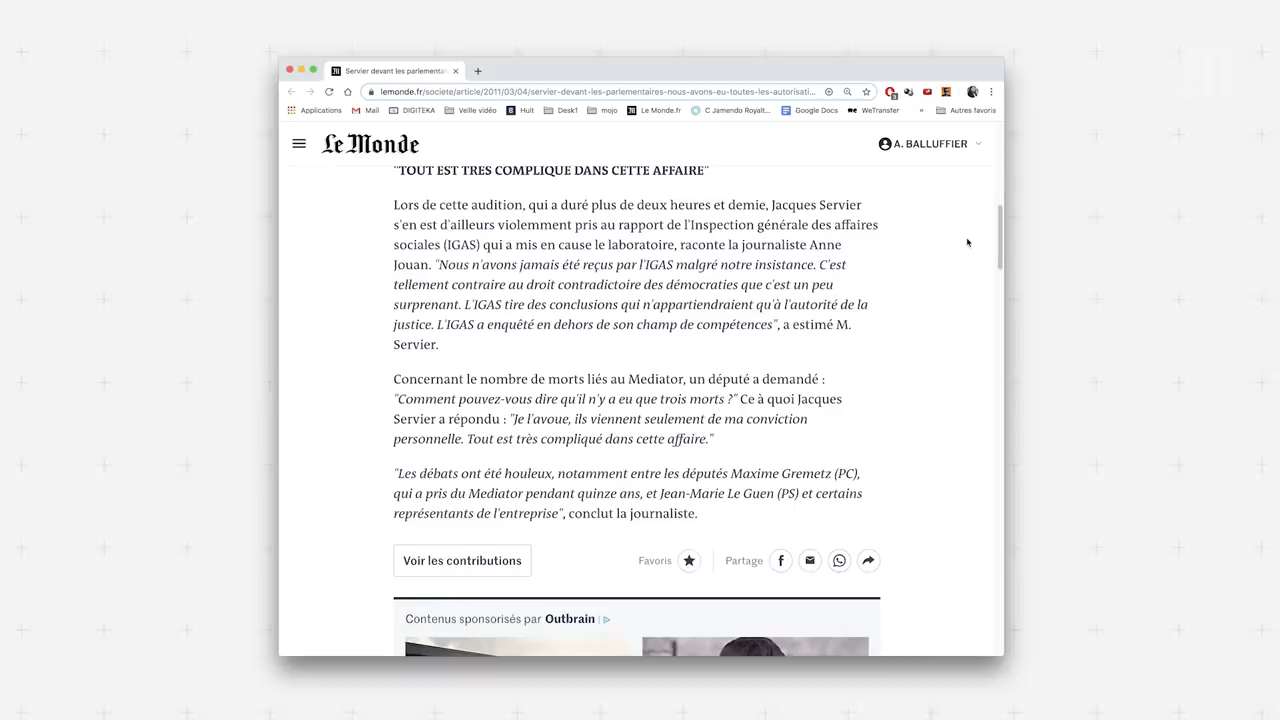 Servier devant les parlementa
lemonde.fr/societe/article/2011/03/04/servier-devant-les-parlementaires-nous-avons-eu-toutes-les-autorisati...
Applications Mail DIGITEKA Veille vidéo Huit Desk1 mojo Le Monde.fr C Jamendo Royalt... Google Docs WeTransfer » Autres favoris
Le Monde
A. BALLUFFIER
"TOUT EST TRES COMPLIQUE DANS CETTE AFFAIRE"
Lors de cette audition, qui a duré plus de deux heures et demie, Jacques Servier
s'en est d'ailleurs violemment pris au rapport de l'Inspection générale des affaires
sociales (IGAS) qui a mis en cause le laboratoire, raconte la journaliste Anne
Jouan. "Nous n'avons jamais été reçus par l'IGAS malgré notre insistance. C'est
tellement contraire au droit contradictoire des démocraties que c'est un peu
surprenant. L'IGAS tire des conclusions qui n'appartiendraient qu'à l'autorité de la
justice. L'IGAS a enquêté en dehors de son champ de compétences", a estimé M.
Servier.
Concernant le nombre de morts liés au Mediator, un député a demandé :
"Comment pouvez-vous dire qu'il n'y a eu que trois morts ?" Ce à quoi Jacques
Servier a répondu : "Je l'avoue, ils viennent seulement de ma conviction
personnelle. Tout est très compliqué dans cette affaire."
"Les débats ont été houleux, notamment entre les députés Maxime Gremetz (PC),
qui a pris du Mediator pendant quinze ans, et Jean-Marie Le Guen (PS) et certains
représentants de l'entreprise", conclut la journaliste.
Voir les contributions
Favoris
Partage
Contenus sponsorisés par Outbrain